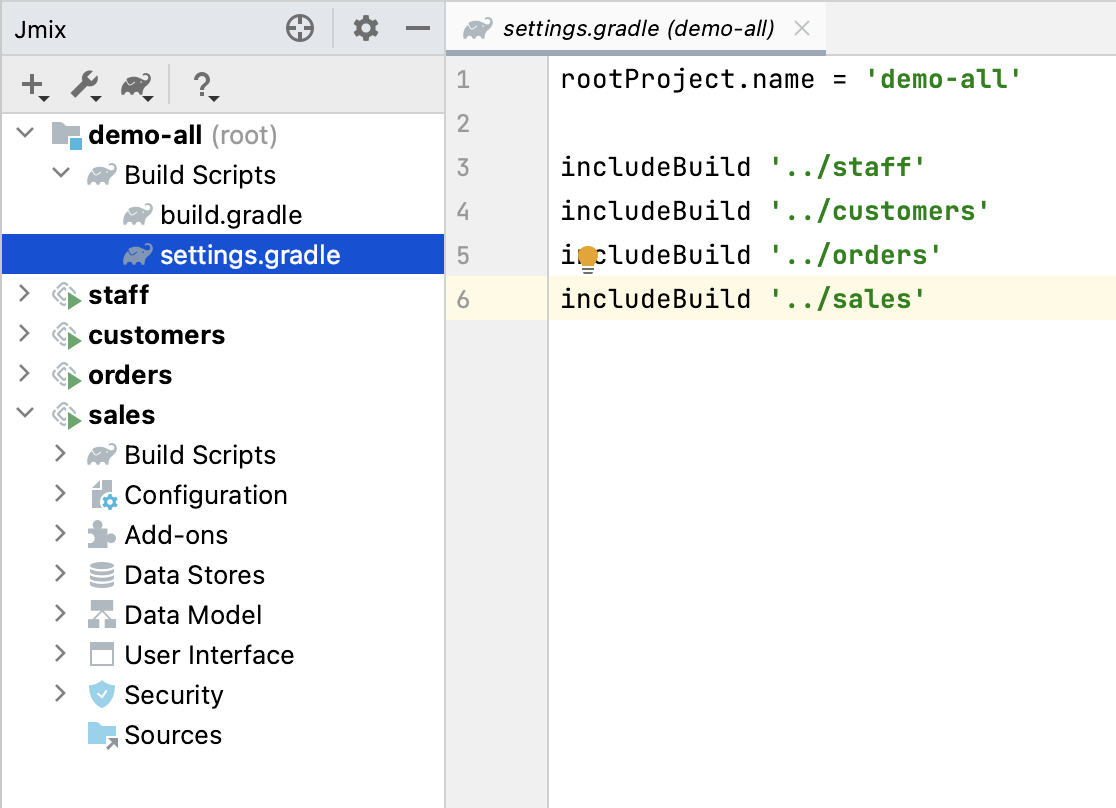 Jmix
settings.gradle (demo-all)
?
demo-all (root)
Build Scripts
build.gradle
settings.gradle
staff
customers
orders
sales
Build Scripts
Configuration
Add-ons
Data Stores
Data Model
User Interface
Security
Sources
1 rootProject.name = 'demo-all'
2
3 includeBuild '../staff'
4 includeBuild '../customers'
5 includeBuild '../orders'
6 includeBuild '../sales'